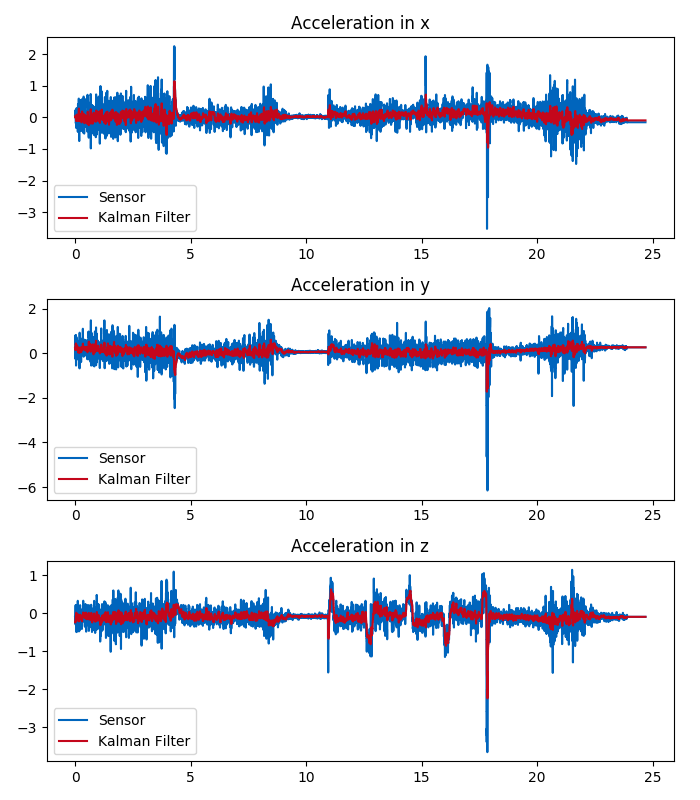 Acceleration in x
2
1
0
−1
−2
−3
Sensor
Kalman Filter
0 5 10 15 20 25
Acceleration in y
2
0
−2
−4
−6
Sensor
Kalman Filter
0 5 10 15 20 25
Acceleration in z
1
0
−1
−2
−3
Sensor
Kalman Filter
0 5 10 15 20 25